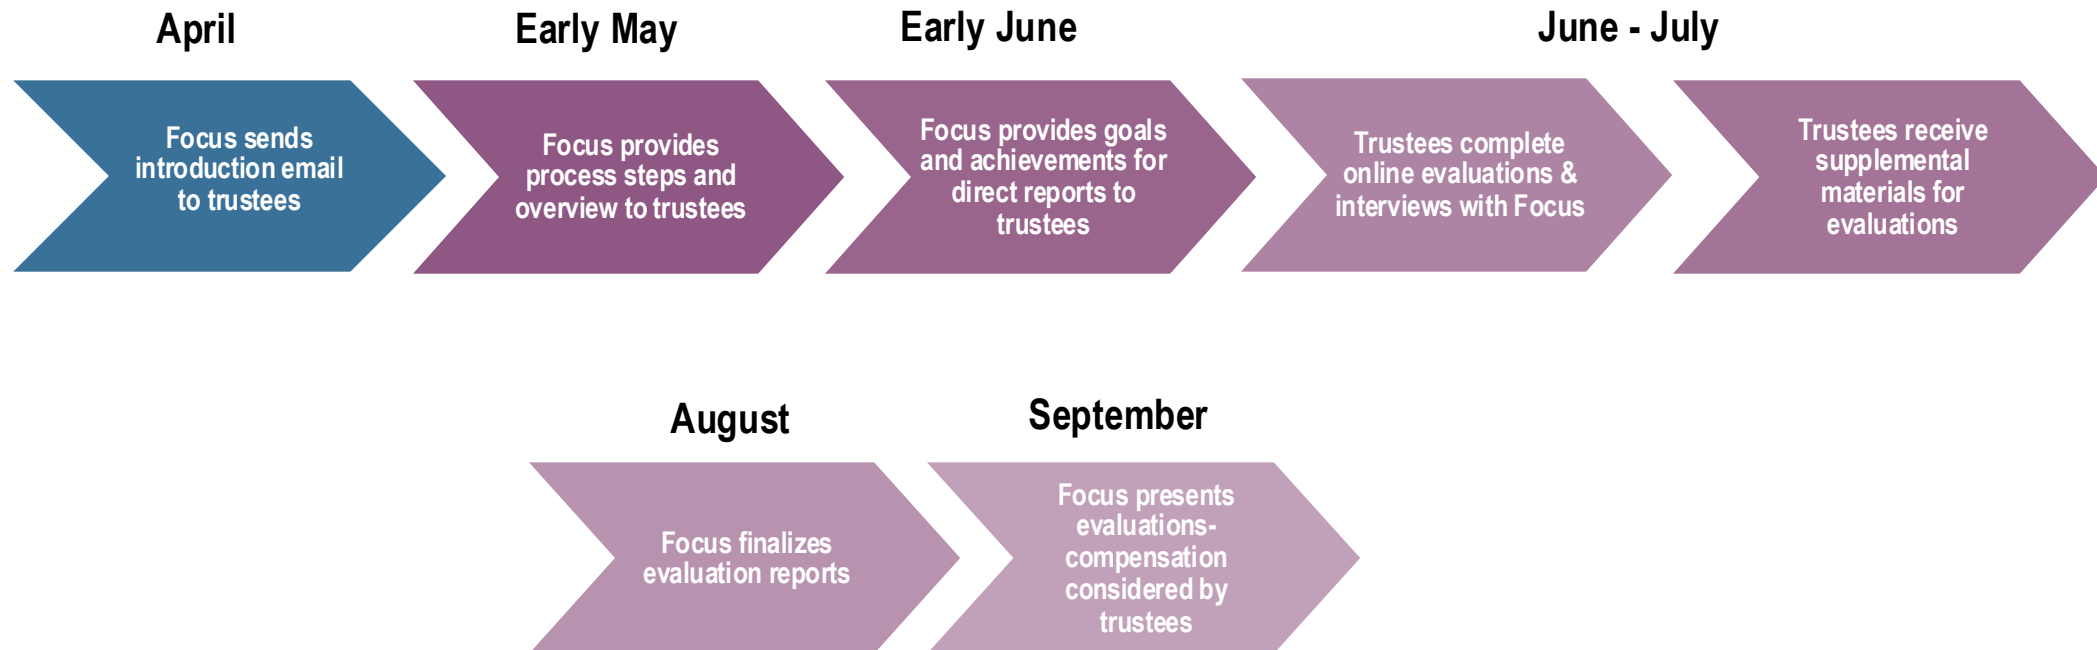 April
Focus sends
introduction email
to trustees
Early May
Focus provides
process steps and
overview to trustees
Early June
Focus provides goals
and achievements for
direct reports to
trustees
June - July
Trustees complete
online evaluations &
interviews with Focus
Trustees receive
supplemental
materials for
evaluations
August
Focus finalizes
evaluation reports
September
Focus presents
evaluations-
compensation
considered by
trustees